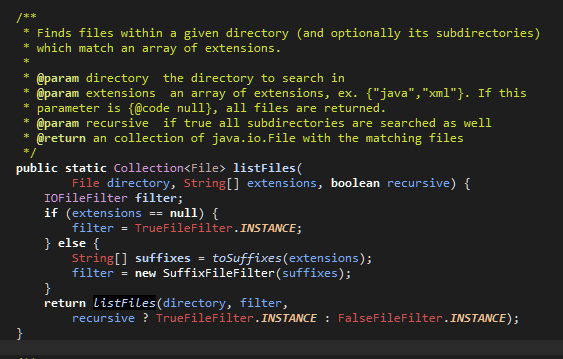 /**
 * Finds files within a given directory (and optionally its subdirectories)
 * which match an array of extensions.
 *
 * @param directory  the directory to search in
 * @param extensions  an array of extensions, ex. {"java","xml"}. If this
 * parameter is {@code null}, all files are returned.
 * @param recursive  if true all subdirectories are searched as well
 * @return an collection of java.io.File with the matching files
 */
public static Collection<File> listFiles(
        File directory, String[] extensions, boolean recursive) {
    IOFileFilter filter;
    if (extensions == null) {
        filter = TrueFileFilter.INSTANCE;
    } else {
        String[] suffixes = toSuffixes(extensions);
        filter = new SuffixFileFilter(suffixes);
    }
    return listFiles(directory, filter,
        recursive ? TrueFileFilter.INSTANCE : FalseFileFilter.INSTANCE);
}